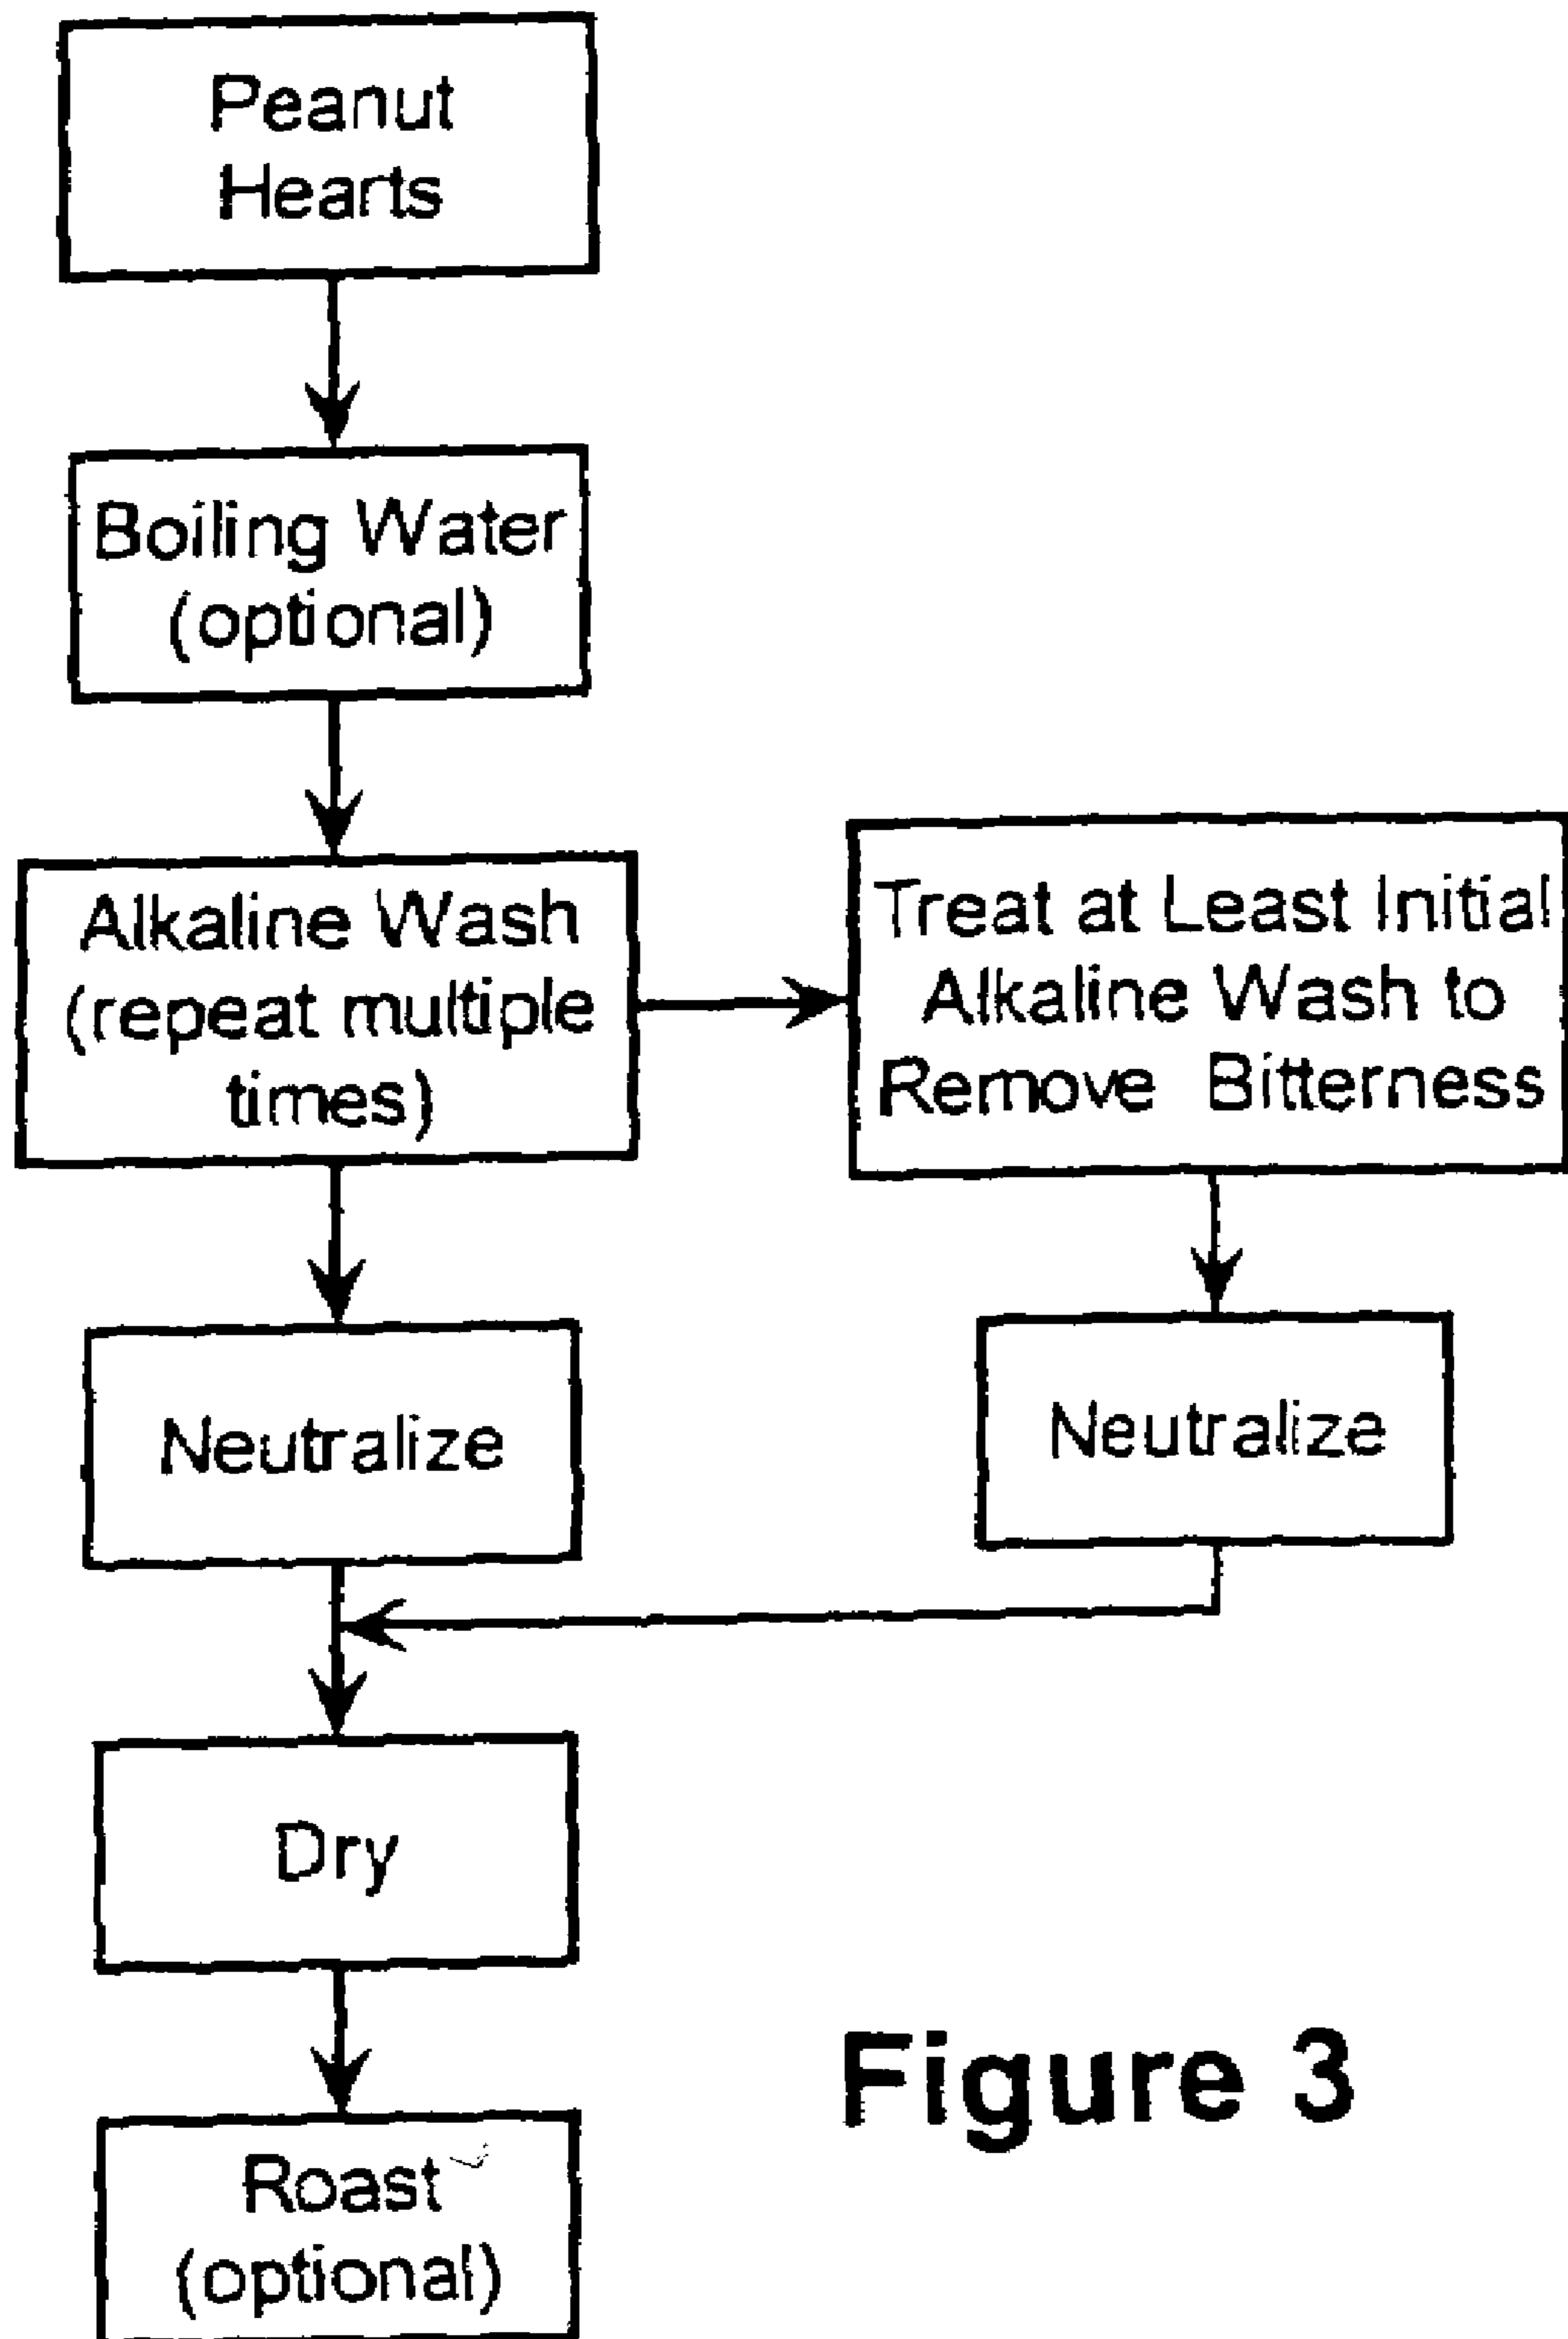 Peanut
Hearts
Boiling Water
(optional)
Alkaline Wash
(repeat multiple
times)
Treat at Least Initial
Alkaline Wash to
Remove Bitterness
Neutralize
Neutralize
Dry
Roast
(optional)
Figure 3